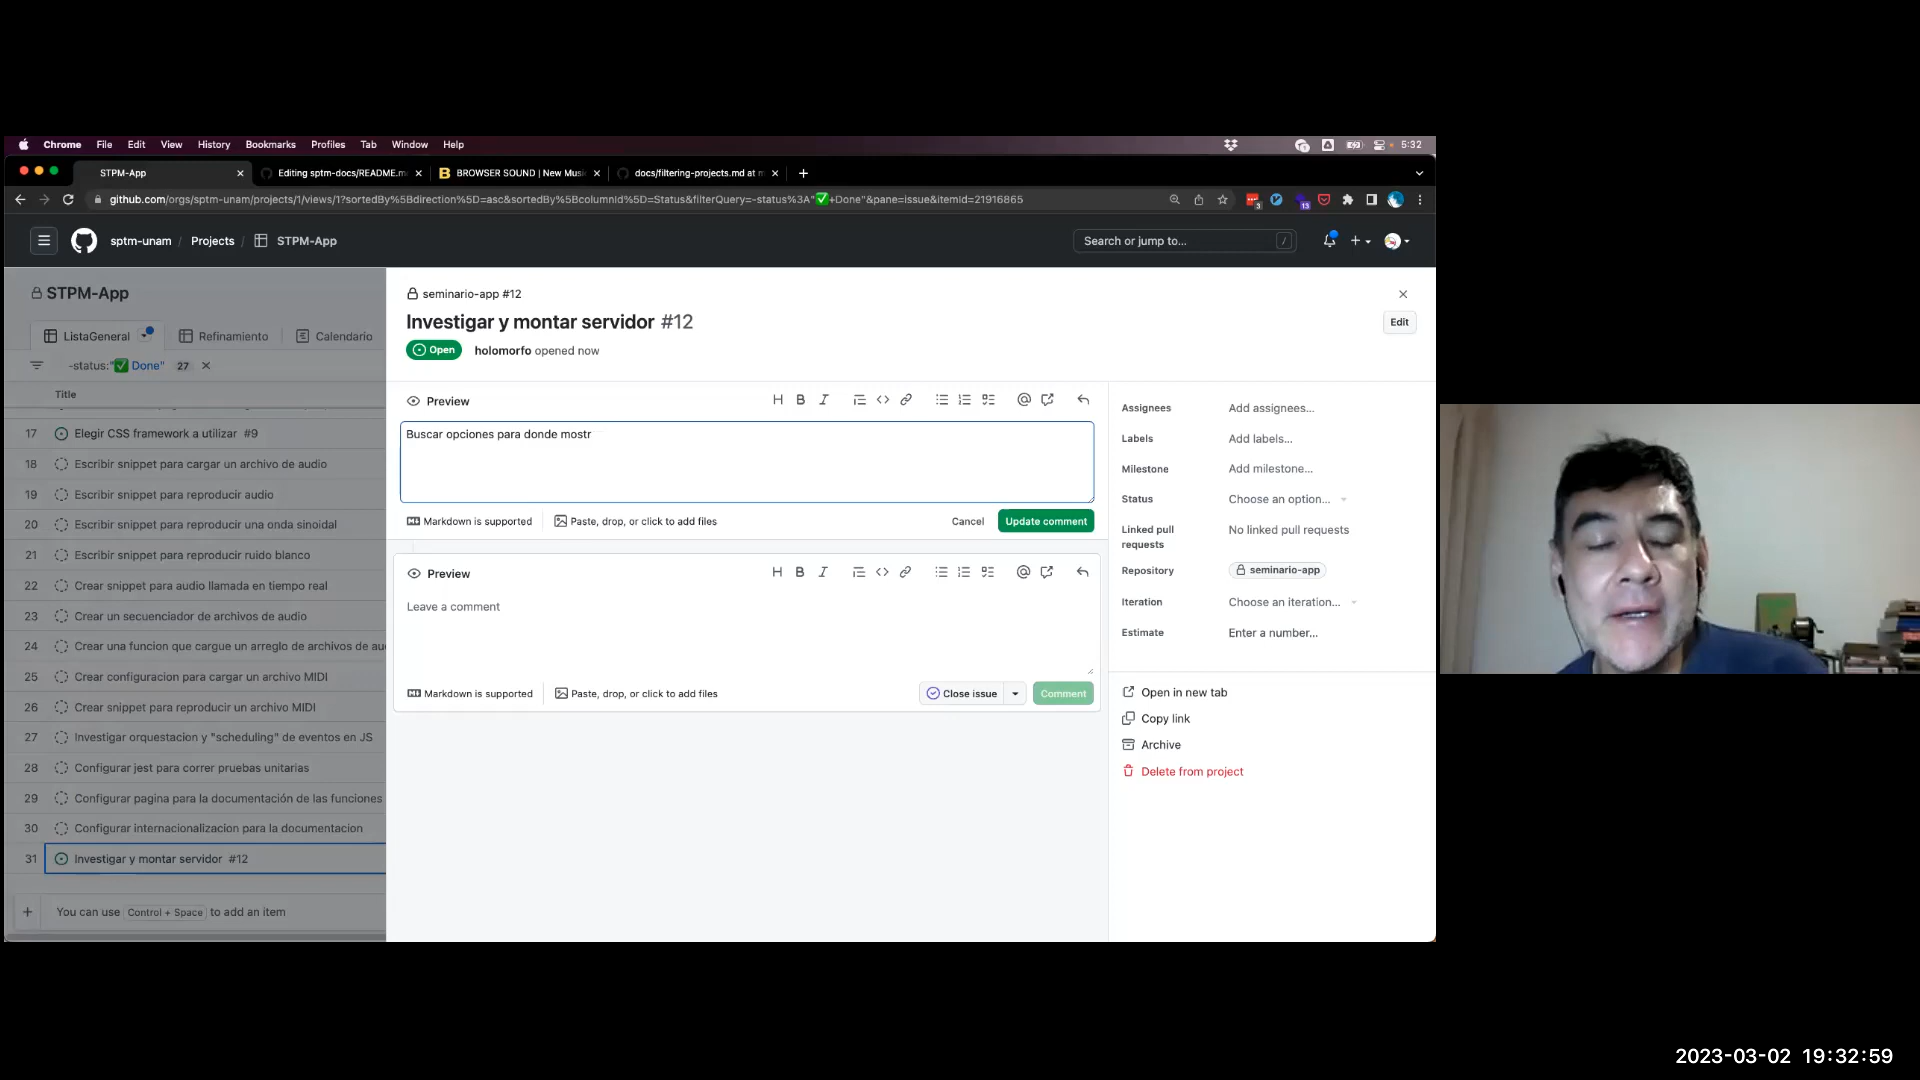 Chrome File Edit View History Bookmarks Profiles Tab Window Help 5:32
STPM-App Editing sptm-docs/README.m BROWSER SOUND | New Musi docs/filtering-projects.md at m
github.com/orgs/sptm-unam/projects/1/views/1?sortedBy%5Bdirection%5D=asc&sortedBy%5BcolumnId%5D=Status&filterQuery=-status%3A"✅+Done"&pane=issue&itemId=21916865
sptm-unam / Projects / STPM-App Search or jump to... /
STPM-App
ListaGeneral Refinamiento Calendario
-status:"✅ Done" 27
Title
17 Elegir CSS framework a utilizar #9
18 Escribir snippet para cargar un archivo de audio
19 Escribir snippet para reproducir audio
20 Escribir snippet para reproducir una onda sinoidal
21 Escribir snippet para reproducir ruido blanco
22 Crear snippet para audio llamada en tiempo real
23 Crear un secuenciador de archivos de audio
24 Crear una funcion que cargue un arreglo de archivos de au
25 Crear configuracion para cargar un archivo MIDI
26 Crear snippet para reproducir un archivo MIDI
27 Investigar orquestacion y "scheduling" de eventos en JS
28 Configurar jest para correr pruebas unitarias
29 Configurar pagina para la documentación de las funciones
30 Configurar internacionalizacion para la documentacion
31 Investigar y montar servidor #12
You can use Control + Space to add an item
seminario-app #12
Investigar y montar servidor #12
Edit
Open holomorfo opened now
Preview
Buscar opciones para donde mostr
Markdown is supported Paste, drop, or click to add files Cancel Update comment
Preview
Leave a comment
Markdown is supported Paste, drop, or click to add files Close issue Comment
Assignees Add assignees...
Labels Add labels...
Milestone Add milestone...
Status Choose an option...
Linked pull requests No linked pull requests
Repository seminario-app
Iteration Choose an iteration...
Estimate Enter a number...
Open in new tab
Copy link
Archive
Delete from project
2023-03-02 19:32:59